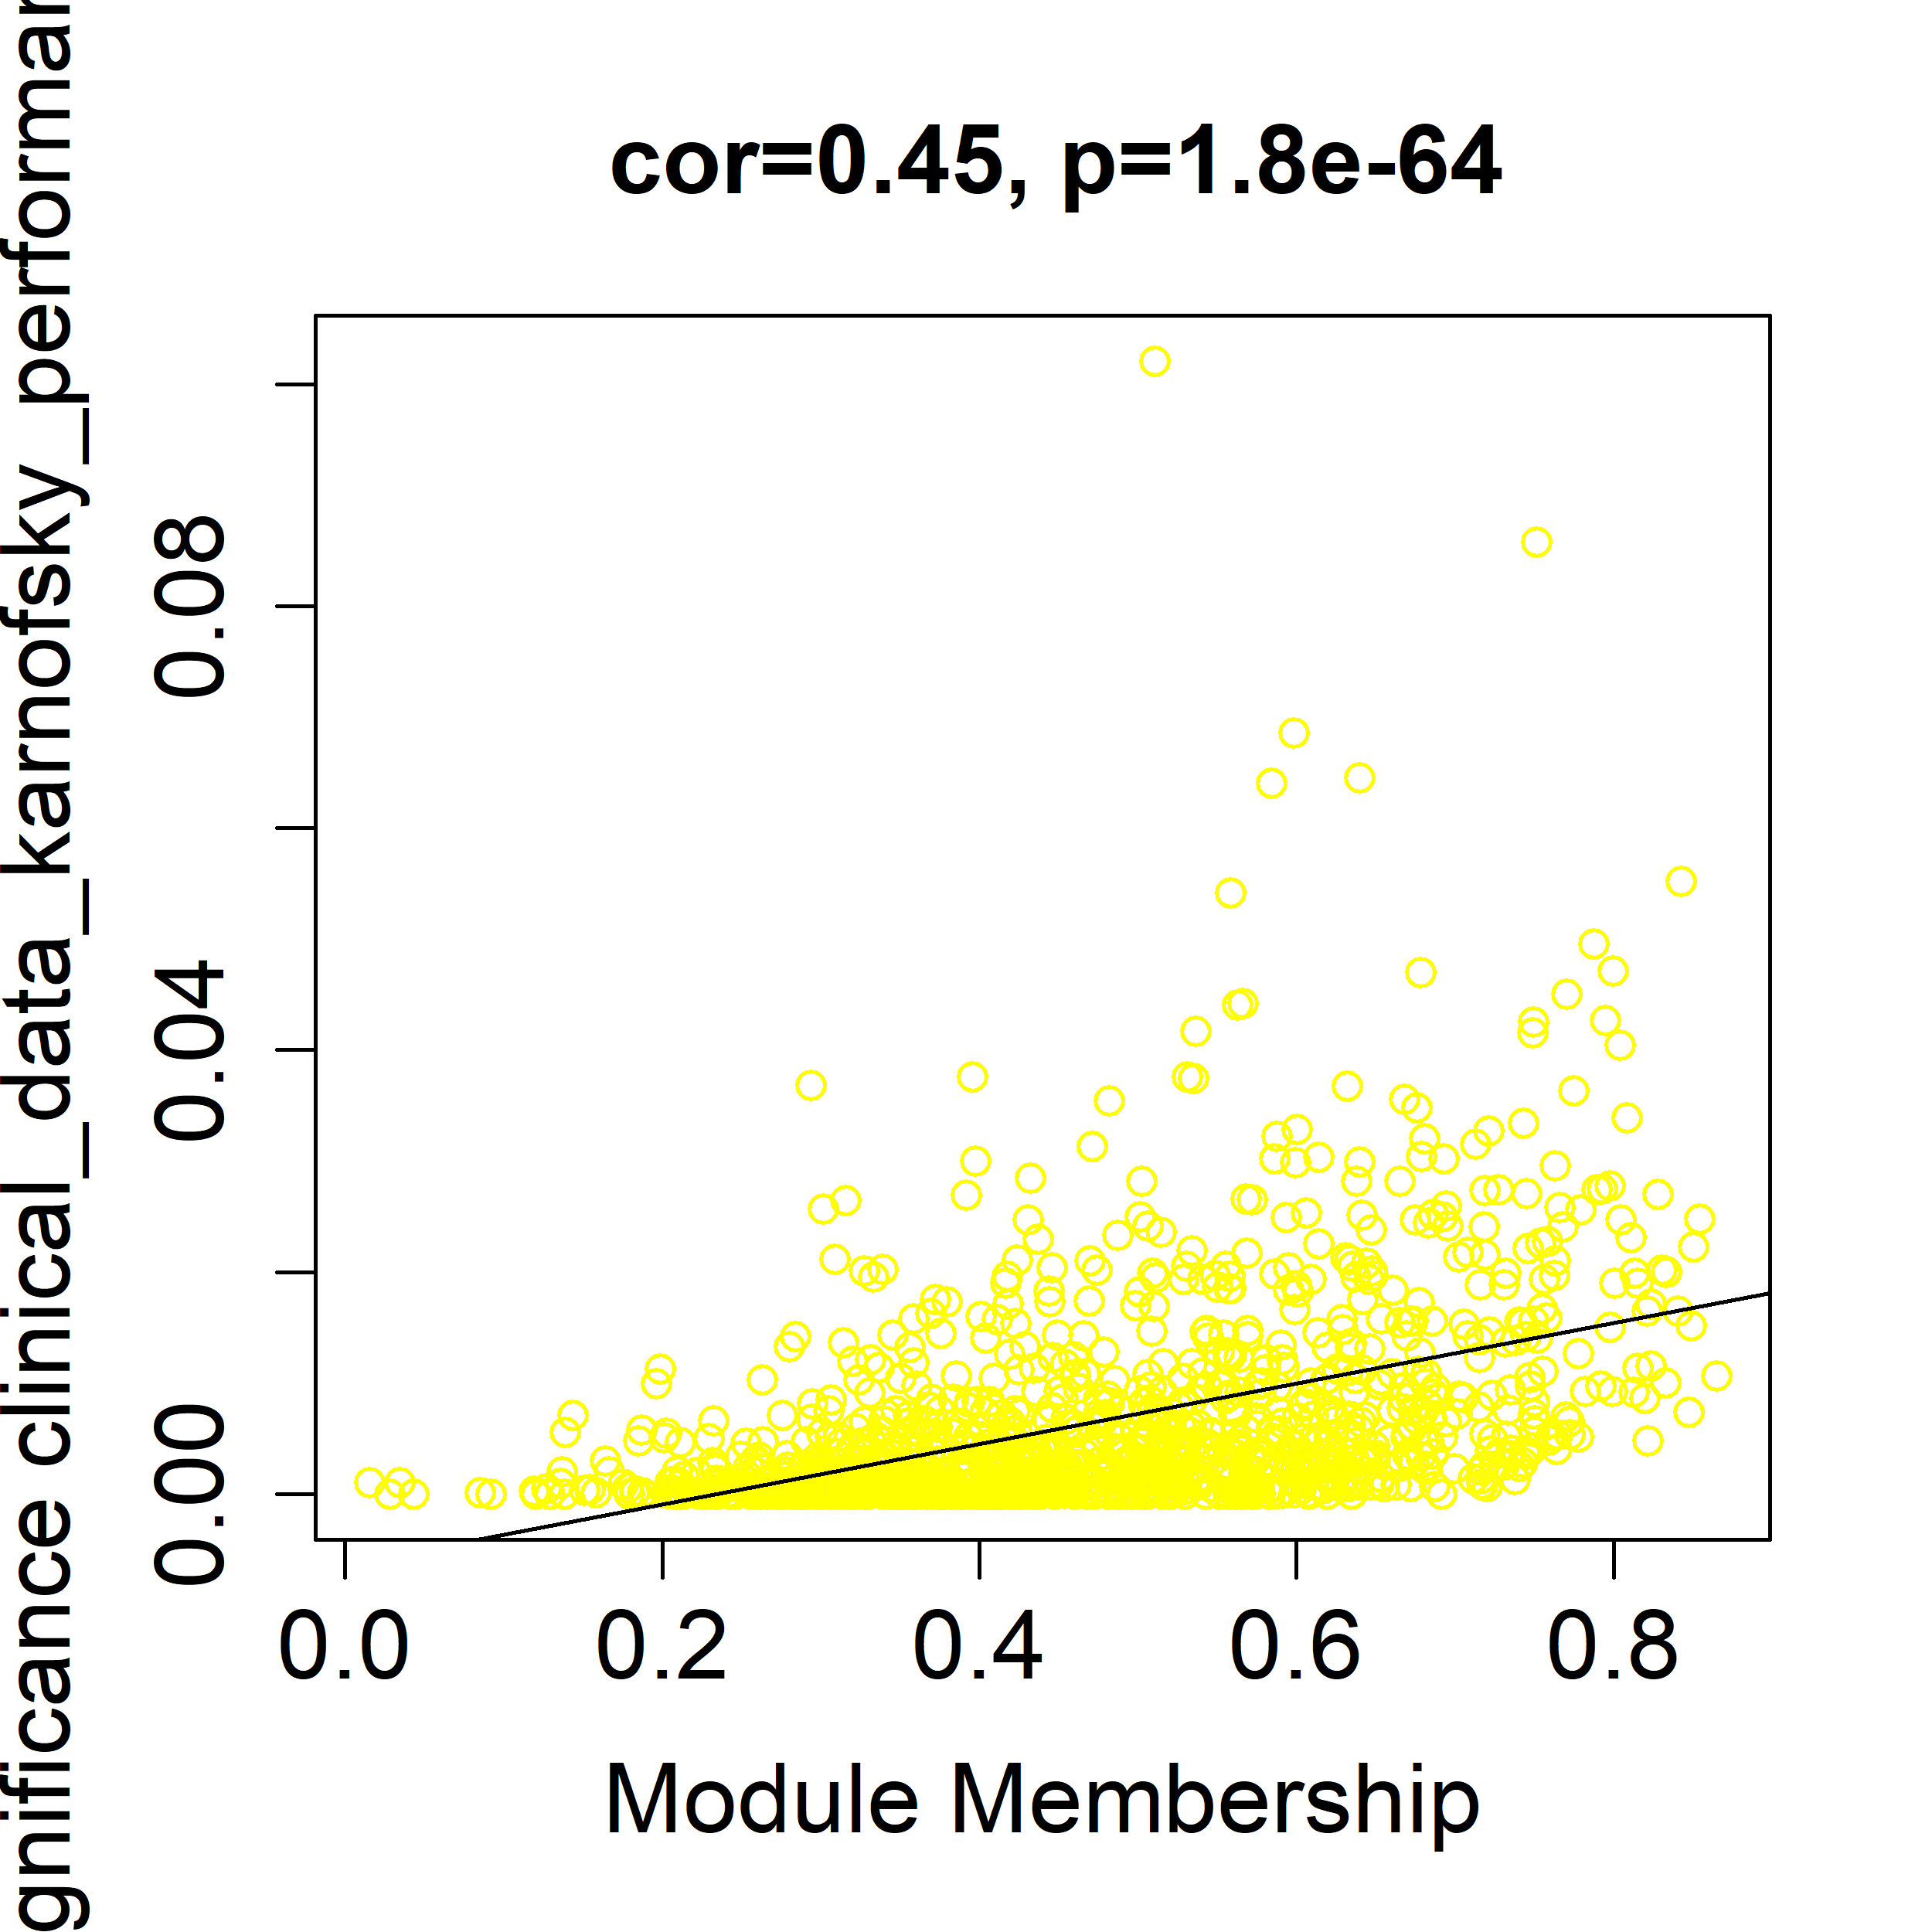 cor=0.45, p=1.8e-64
gnificance clinical_data_karnofsky_performa
0.08
0.04
0.00
0.0 0.2 0.4 0.6 0.8
Module Membership